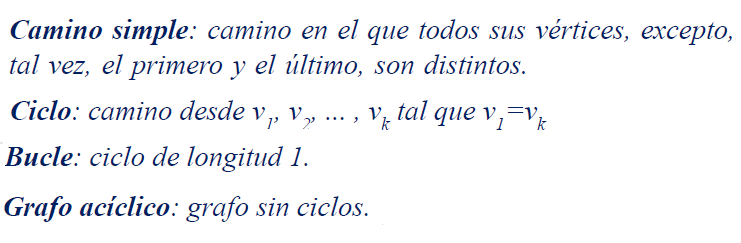 Camino simple: camino en el que todos sus vértices, excepto,
tal vez, el primero y el último, son distintos.
Ciclo: camino desde v₁, v₂, ... , vₖ tal que v₁=vₖ
Bucle: ciclo de longitud 1.
Grafo acíclico: grafo sin ciclos.